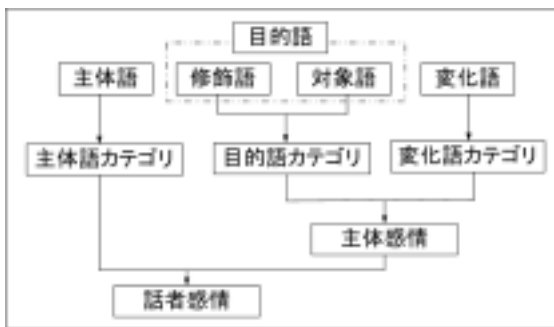 目的語
主体語
修飾語
対象語
変化語
主体語カテゴリ
目的語カテゴリ
変化語カテゴリ
主体感情
話者感情